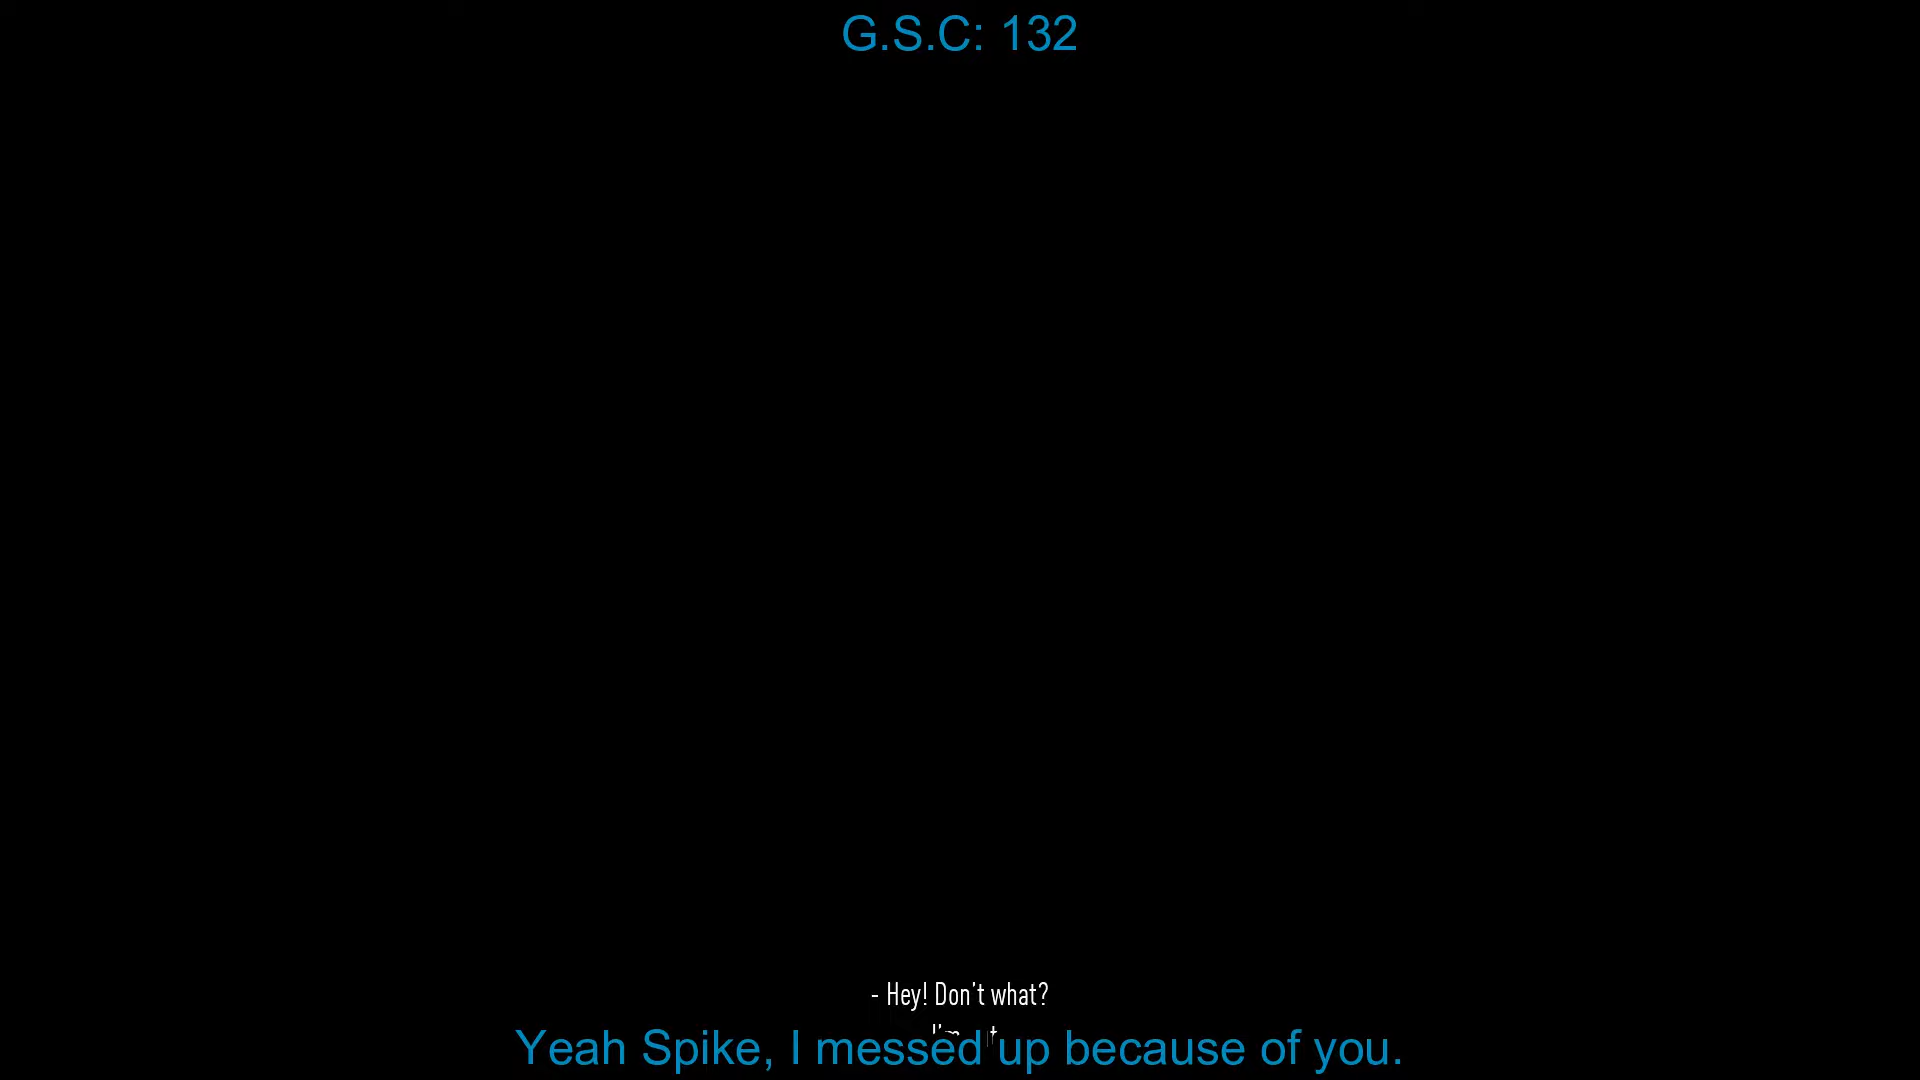 G.S.C: 132
- Hey! Don't what?
Yeah Spike, I messed up because of you.